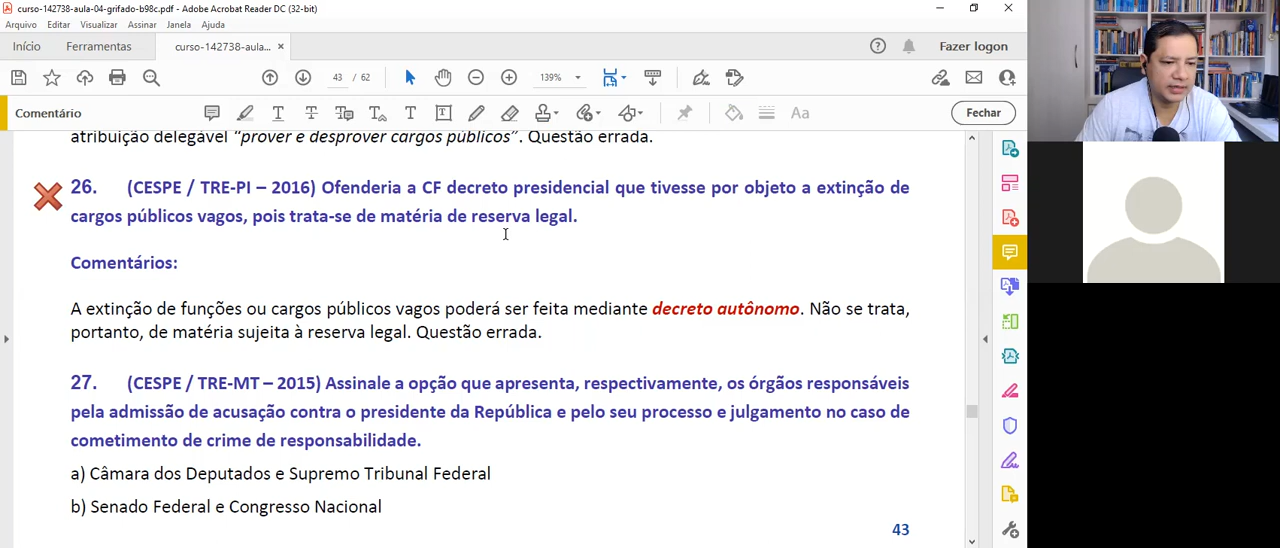 curso-142738-aula-04-grifado-b98c.pdf - Adobe Acrobat Reader DC (32-bit)
Arquivo Editar Visualizar Assinar Janela Ajuda
Início Ferramentas curso-142738-aula... × Fazer logon
43 / 62 139%
Comentário Fechar
atribuição delegável “prover e desprover cargos públicos”. Questão errada.
26. (CESPE / TRE-PI – 2016) Ofenderia a CF decreto presidencial que tivesse por objeto a extinção de
cargos públicos vagos, pois trata-se de matéria de reserva legal.
Comentários:
A extinção de funções ou cargos públicos vagos poderá ser feita mediante decreto autônomo. Não se trata,
portanto, de matéria sujeita à reserva legal. Questão errada.
27. (CESPE / TRE-MT – 2015) Assinale a opção que apresenta, respectivamente, os órgãos responsáveis
pela admissão de acusação contra o presidente da República e pelo seu processo e julgamento no caso de
cometimento de crime de responsabilidade.
a) Câmara dos Deputados e Supremo Tribunal Federal
b) Senado Federal e Congresso Nacional
43